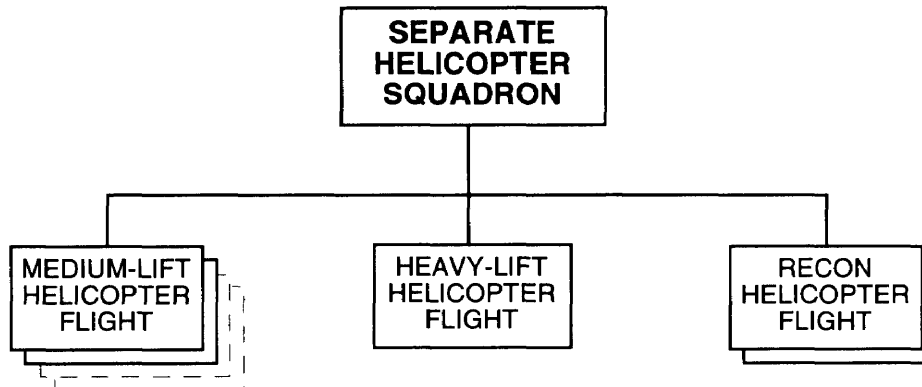 SEPARATE
HELICOPTER
SQUADRON
MEDIUM-LIFT
HELICOPTER
FLIGHT
HEAVY-LIFT
HELICOPTER
FLIGHT
RECON
HELICOPTER
FLIGHT